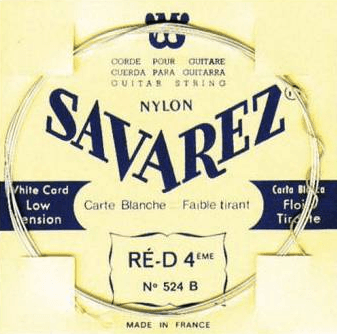 CORDE POUR GUITARE
CUERDA PARA GUITARRA
GUITAR STRING
NYLON
SAVAREZ
White Card
Low
Tension
Carte Blanche Faible tirant
Carta
Tirante
RÉ-D 4ÈME
No 524 B
MADE IN FRANCE